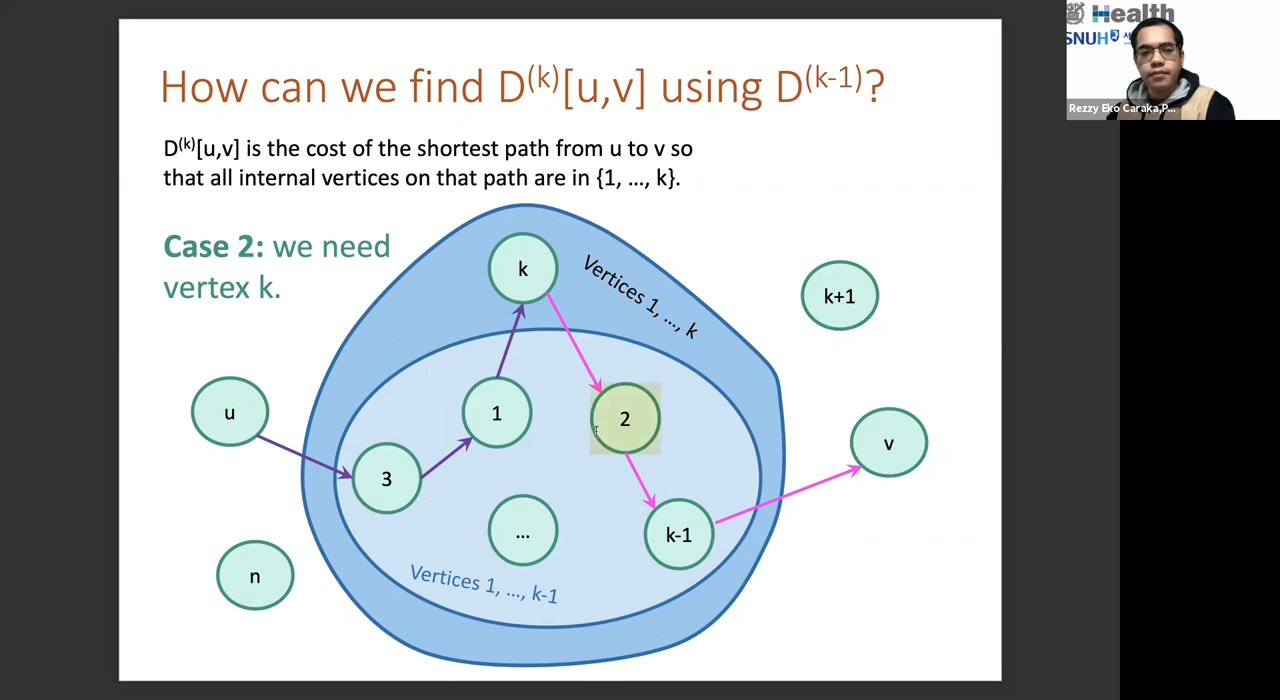 How can we find D(k)[u,v] using D(k-1)?
D(k)[u,v] is the cost of the shortest path from u to v so
that all internal vertices on that path are in {1, ..., k}.
Case 2: we need
vertex k.
k
Vertices 1, ..., k
k+1
u
1
2
v
3
...
k-1
n
Vertices 1, ..., k-1
Health
SNUH
Rezzy Eko Caraka,P...